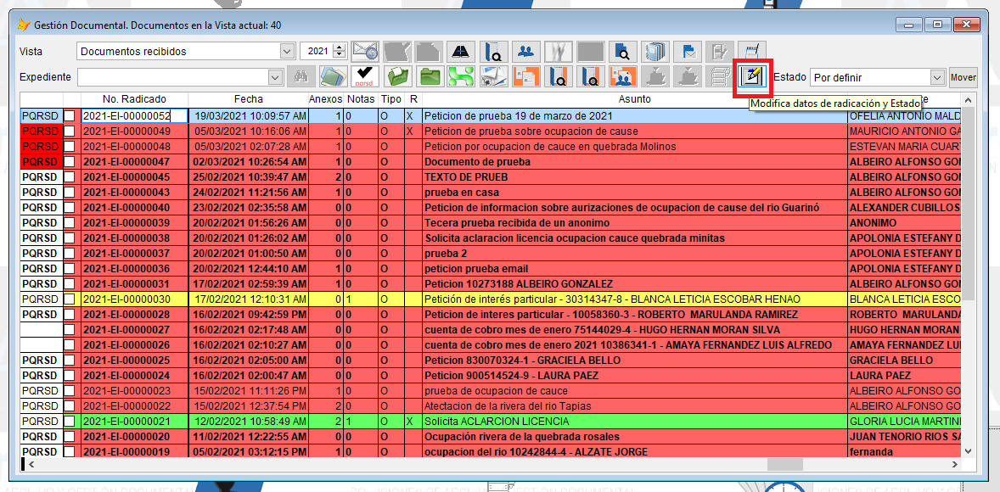 Gestión Documental. Documentos en la Vista actual: 40
Vista Documentos recibidos 2021
Expediente pqrsd Estado Por definir Mover
Modifica datos de radicación y Estado
No. Radicado Fecha Anexos Notas Tipo R Asunto
PQRSD 2021-EI-00000052 19/03/2021 10:09:57 AM 1 0 O X Peticion de prueba 19 de marzo de 2021 OFELIA ANTONIO MALD
PQRSD 2021-EI-00000049 05/03/2021 10:16:06 AM 1 0 O X Peticion de prueba sobre ocupacion de cause MAURICIO ANTONIO GA
PQRSD 2021-EI-00000048 05/03/2021 02:07:28 AM 1 0 O Peticion por ocupacion de cauce en quebrada Molinos ESTEVAN MARIA CUAR
PQRSD 2021-EI-00000047 02/03/2021 10:26:54 AM 1 0 O Documento de prueba ALBEIRO ALFONSO GO
PQRSD 2021-EI-00000045 25/02/2021 10:39:47 AM 2 0 O TEXTO DE PRUEB ALBEIRO ALFONSO GO
PQRSD 2021-EI-00000043 24/02/2021 11:21:56 AM 1 0 O prueba en casa ALBEIRO ALFONSO GO
PQRSD 2021-EI-00000040 23/02/2021 02:35:58 AM 0 0 O Peticion de informacion sobre aurizaciones de ocupacion de cause del rio Guarinó ALEXANDER CUBILLOS
PQRSD 2021-EI-00000039 20/02/2021 01:56:26 AM 0 0 O Tecera prueba recibida de un anonimo ANONIMO
PQRSD 2021-EI-00000038 20/02/2021 01:26:02 AM 0 0 O Solicita aclaracion licencia ocupacion cauce quebrada minitas APOLONIA ESTEFANY D
PQRSD 2021-EI-00000037 20/02/2021 01:00:50 AM 0 0 O prueba 2 APOLONIA ESTEFANY D
PQRSD 2021-EI-00000036 20/02/2021 12:44:10 AM 1 0 O peticion prueba email APOLONIA ESTEFANY D
PQRSD 2021-EI-00000031 17/02/2021 02:59:39 AM 1 0 O Peticion 10273188 ALBEIRO GONZALEZ ALBEIRO ALFONSO GO
PQRSD 2021-EI-00000030 17/02/2021 12:10:31 AM 0 1 O Petición de interés particular - 30314347-8 - BLANCA LETICIA ESCOBAR HENAO BLANCA LETICIA ESCO
PQRSD 2021-EI-00000028 16/02/2021 09:42:59 PM 0 0 O Peticion de interes particular - 10058360-3 - ROBERTO MARULANDA RAMIREZ ROBERTO MARULANDA
2021-EI-00000027 16/02/2021 02:17:48 AM 0 0 O cuenta de cobro mes de enero 75144029-4 - HUGO HERNAN MORAN SILVA HUGO HERNAN MORAN
2021-EI-00000026 16/02/2021 02:10:27 AM 0 0 O cuenta de cobro mes de enero 2021 10386341-1 - AMAYA FERNANDEZ LUIS ALFREDO AMAYA FERNANDEZ LU
PQRSD 2021-EI-00000025 16/02/2021 02:05:00 AM 0 0 O Peticion 830070324-1 - GRACIELA BELLO GRACIELA BELLO
PQRSD 2021-EI-00000024 16/02/2021 02:00:47 AM 0 0 O Peticion 900514524-9 - LAURA PAEZ LAURA PAEZ
PQRSD 2021-EI-00000023 15/02/2021 11:11:26 PM 1 0 O prueba de ocupacion de cauce ALBEIRO ALFONSO GO
PQRSD 2021-EI-00000022 15/02/2021 12:37:54 PM 2 0 O Atectacion de la rivera del rio Tapias ALBEIRO ALFONSO GO
PQRSD 2021-EI-00000021 12/02/2021 10:58:49 AM 2 1 O X Solicita ACLARCION LICENCIA GLORIA LUCIA MARTIN
PQRSD 2021-EI-00000020 11/02/2021 12:22:55 AM 0 0 O Ocupación rivera de la quebrada rosales JUAN TENORIO RIOS SA
PQRSD 2021-EI-00000019 05/02/2021 03:12:15 PM 1 0 O ocupacion del rio 10242844-4 - ALZATE JORGE fernanda